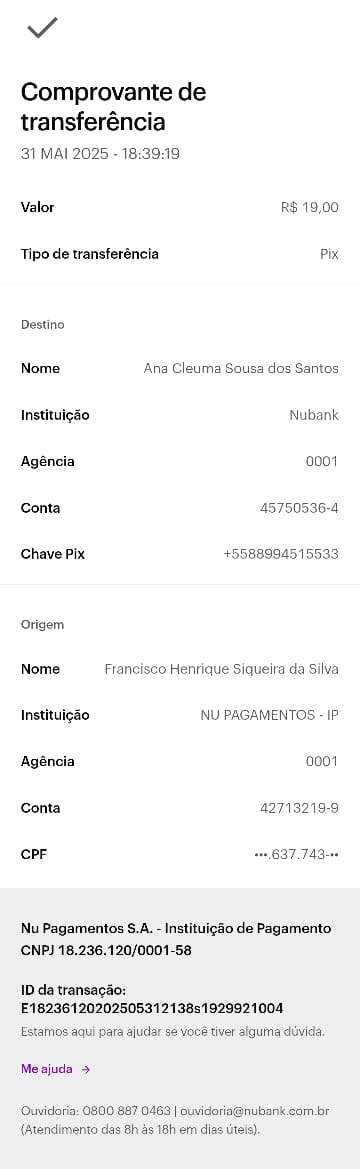 Comprovante de
transferência
31 MAI 2025 - 18:39:19
Valor R$ 19,00
Tipo de transferência Pix
Destino
Nome Ana Cleuma Sousa dos Santos
Instituição Nubank
Agência 0001
Conta 45750536-4
Chave Pix +5588994515533
Origem
Nome Francisco Henrique Siqueira da Silva
Instituição NU PAGAMENTOS - IP
Agência 0001
Conta 42713219-9
CPF •••.637.743-••
Nu Pagamentos S.A. - Instituição de Pagamento
CNPJ 18.236.120/0001-58
ID da transação:
E18236120202505312138s1929921004
Estamos aqui para ajudar se você tiver alguma dúvida.
Me ajuda →
Ouvidoria: 0800 887 0463 | ouvidoria@nubank.com.br
(Atendimento das 8h às 18h em dias úteis).